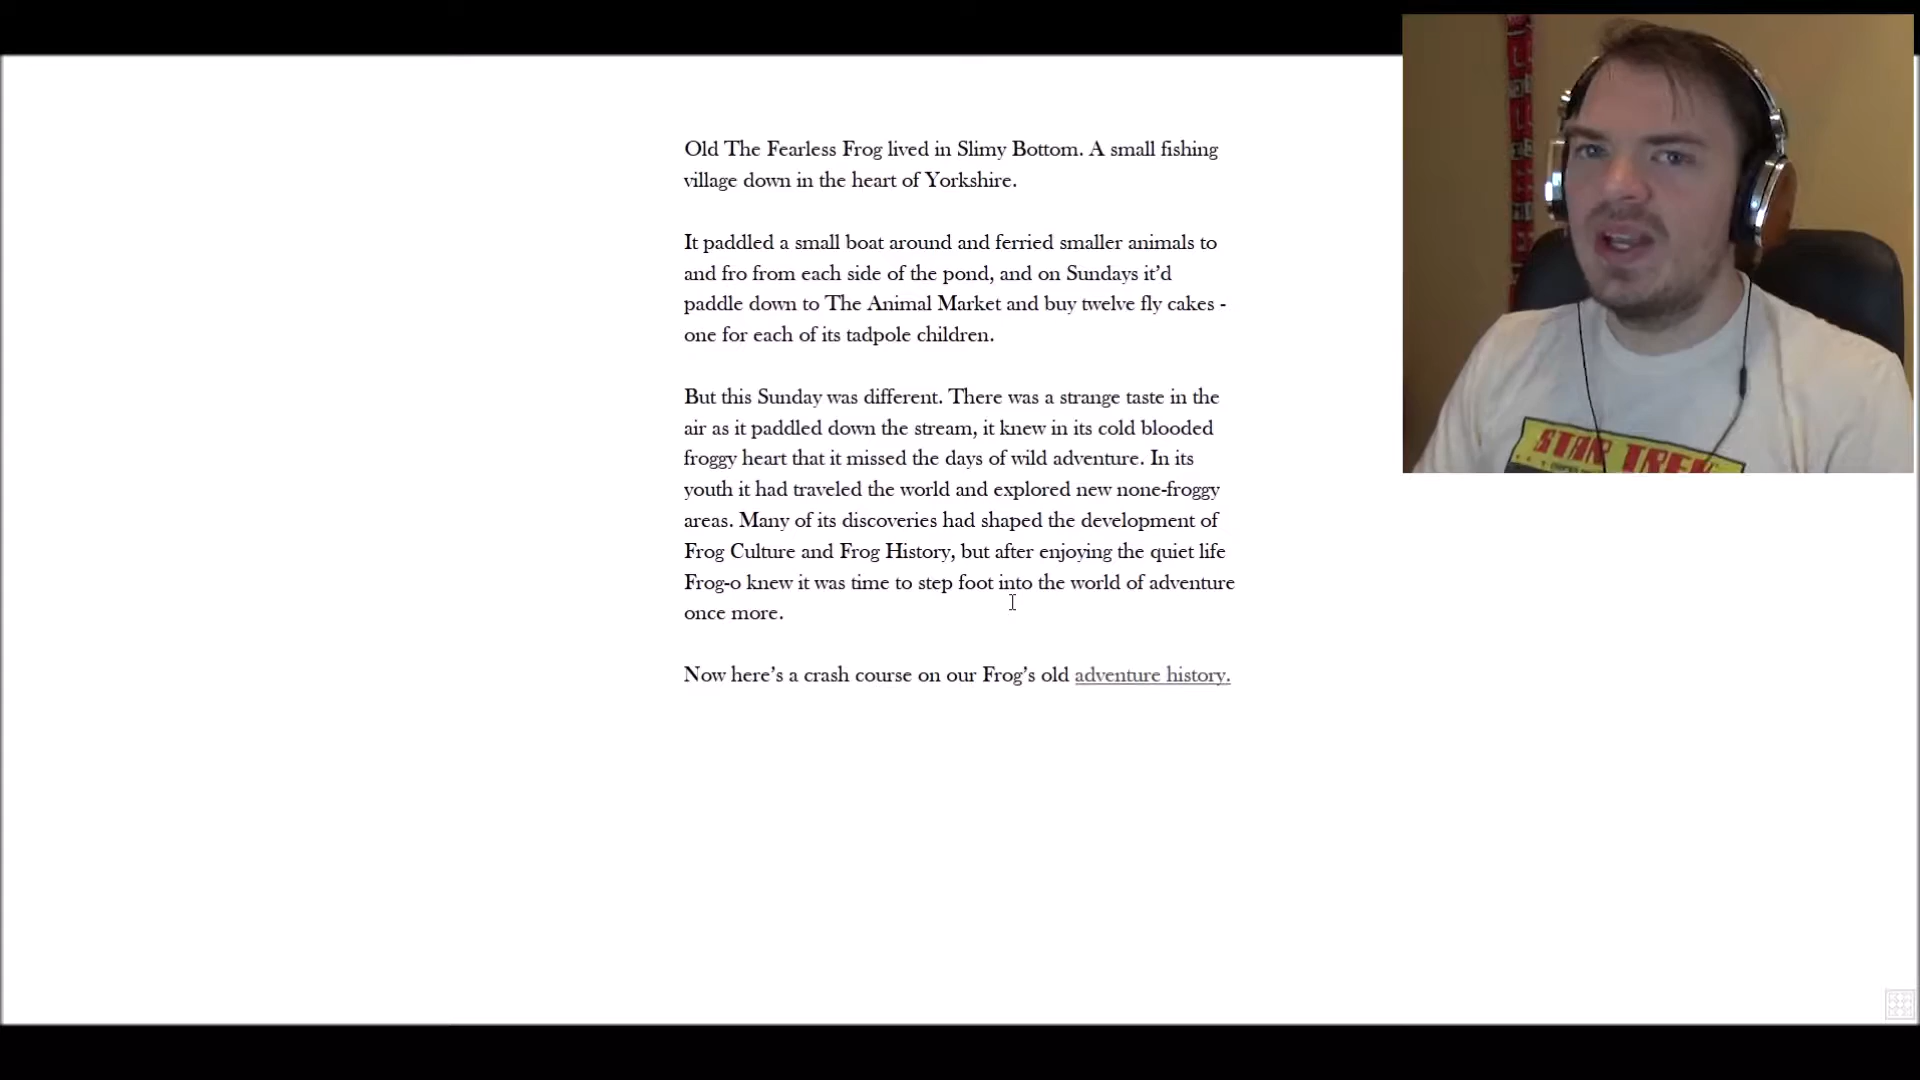 Old The Fearless Frog lived in Slimy Bottom. A small fishing
village down in the heart of Yorkshire.
It paddled a small boat around and ferried smaller animals to
and fro from each side of the pond, and on Sundays it’d
paddle down to The Animal Market and buy twelve fly cakes -
one for each of its tadpole children.
But this Sunday was different. There was a strange taste in the
air as it paddled down the stream, it knew in its cold blooded
froggy heart that it missed the days of wild adventure. In its
youth it had traveled the world and explored new none-froggy
areas. Many of its discoveries had shaped the development of
Frog Culture and Frog History, but after enjoying the quiet life
Frog-o knew it was time to step foot into the world of adventure
once more.
Now here’s a crash course on our Frog’s old adventure history.
STAR TREK